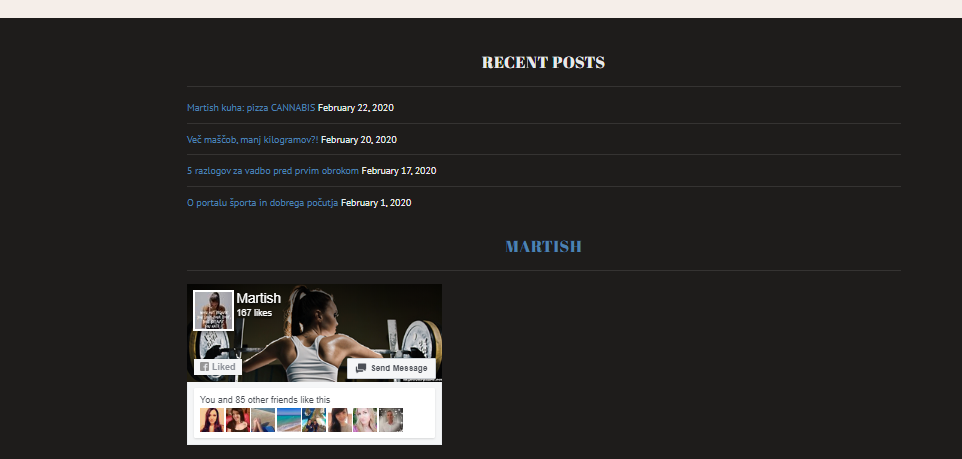 RECENT POSTS
Martish kuha: pizza CANNABIS February 22, 2020
Več maščob, manj kilogramov?! February 20, 2020
5 razlogov za vadbo pred prvim obrokom February 17, 2020
O portalu športa in dobrega počutja February 1, 2020
MARTISH
Martish
167 likes
Liked
Send Message
You and 85 other friends like this